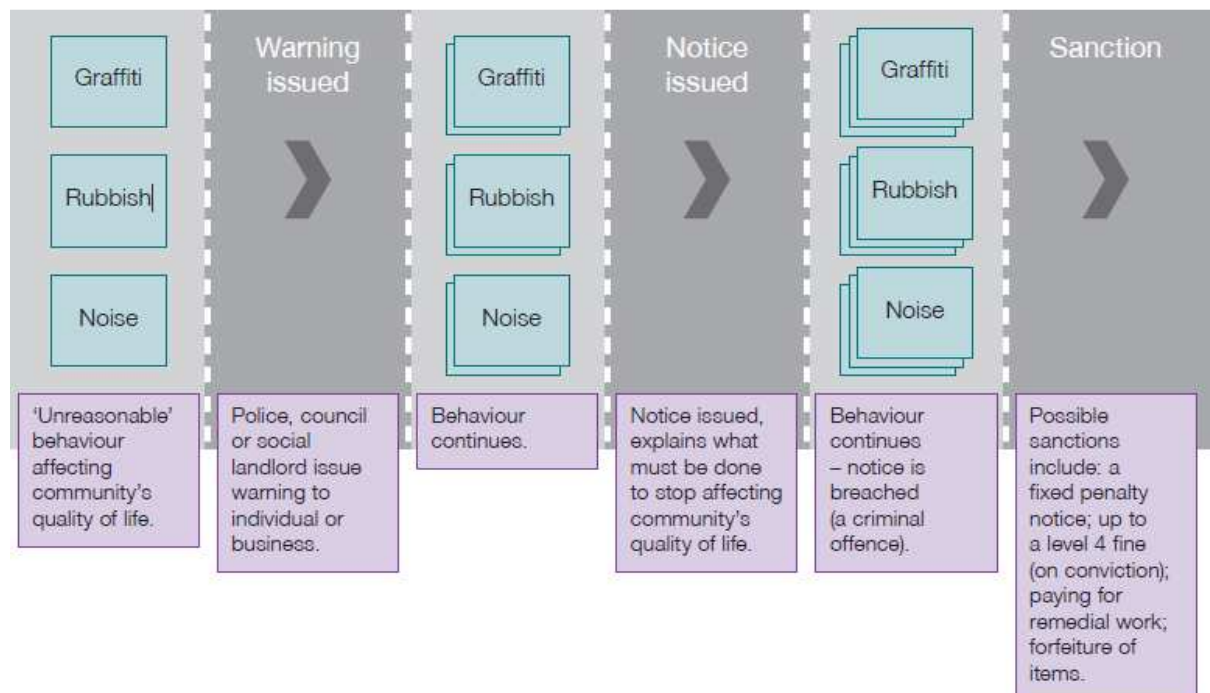 Graffiti
Rubbish
Noise
'Unreasonable'
behaviour
affecting
community's
quality of life.
Warning
issued
Police, council
or social
landlord issue
warning to
individual or
business.
Graffiti
Rubbish
Noise
Behaviour
continues.
Notice
issued
Notice issued,
explains what
must be done
to stop affecting
community's
quality of life.
Graffiti
Rubbish
Noise
Behaviour
continues
– notice is
breached
(a criminal
offence).
Sanction
Possible
sanctions
include: a
fixed penalty
notice; up to
a level 4 fine
(on conviction);
paying for
remedial work;
forfeiture of
items.